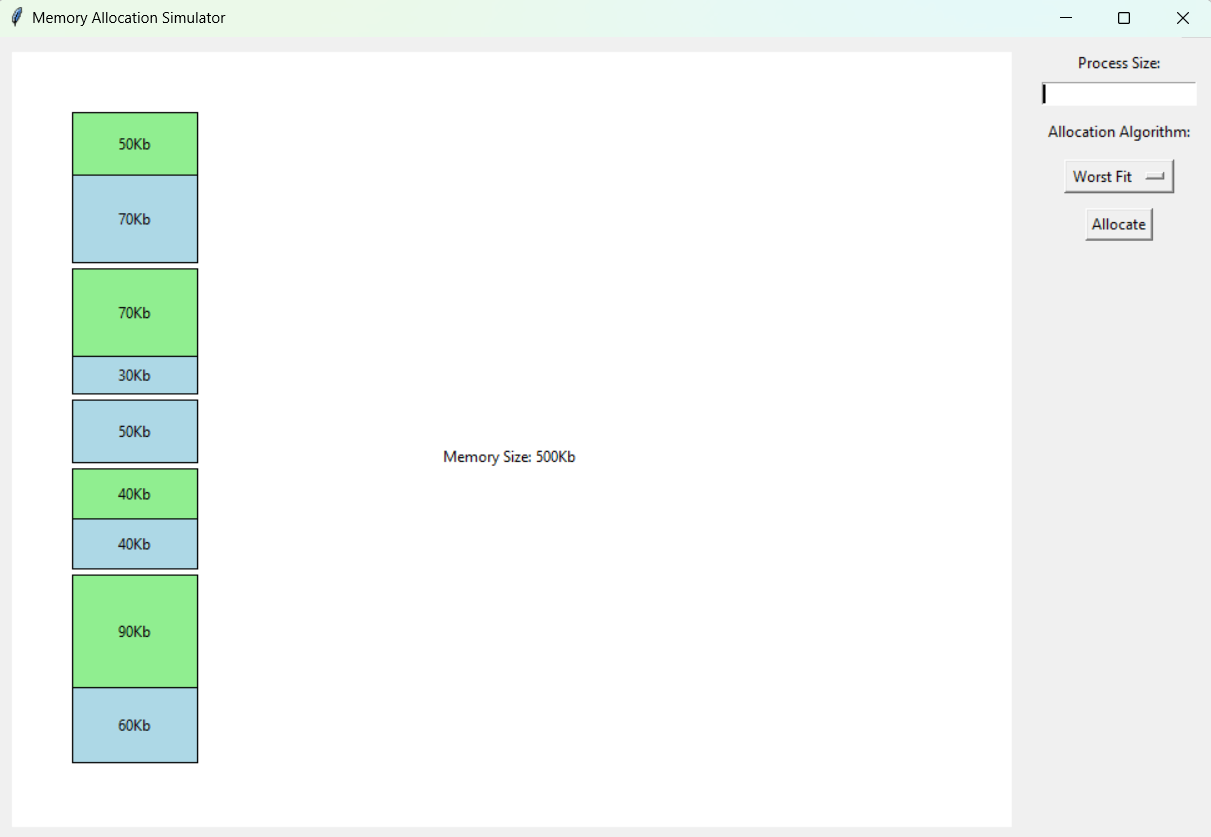 Memory Allocation Simulator
Process Size:
Allocation Algorithm:
Worst Fit
Allocate
50Kb
70Kb
70Kb
30Kb
50Kb
40Kb
40Kb
90Kb
60Kb
Memory Size: 500Kb